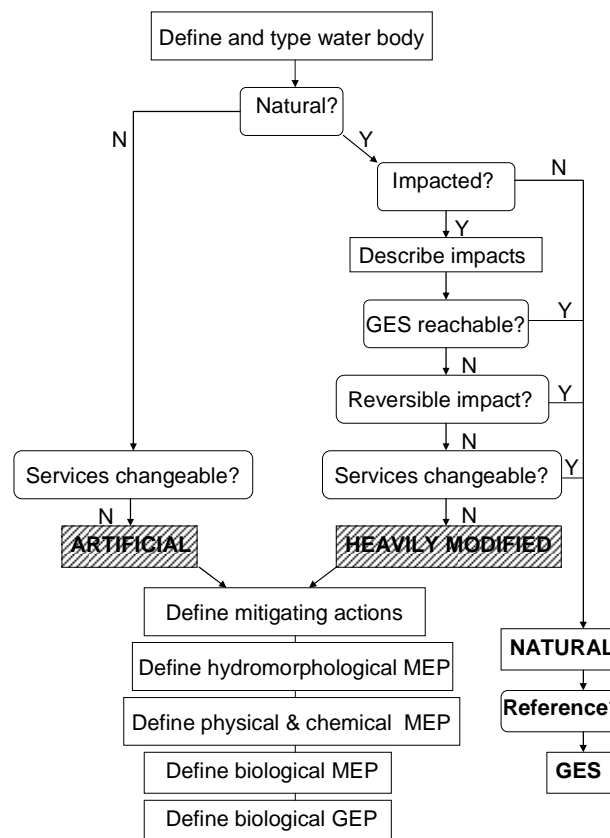 Define and type water body
Natural?
N
Y
N
Impacted?
Y
Describe impacts
GES reachable?
Y
N
Reversible impact?
Y
N
Services changeable?
Services changeable?
Y
N
N
ARTIFICIAL
HEAVILY MODIFIED
Define mitigating actions
Define hydromorphological MEP
NATURAL
Define physical & chemical MEP
Reference?
Define biological MEP
GES
Define biological GEP